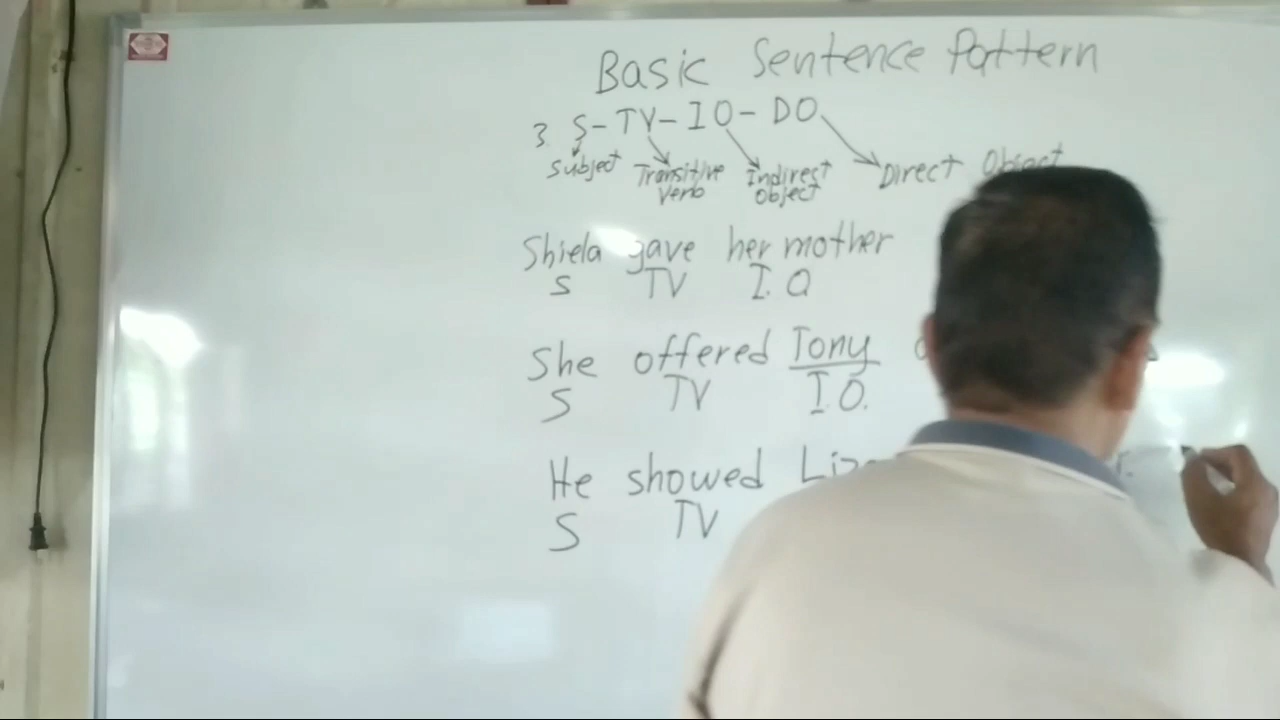 Basic Sentence Pattern
3. S - TV - IO - DO
Subject Transitive Verb Indirect Object Direct Object
Shiela gave her mother
S TV I.O
She offered Tony
S TV I.O.
He showed
S TV